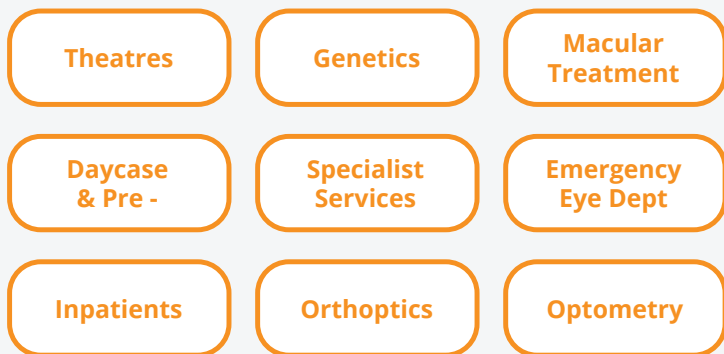 Theatres
Genetics
Macular
Treatment
Daycase
& Pre -
Specialist
Services
Emergency
Eye Dept
Inpatients
Orthoptics
Optometry